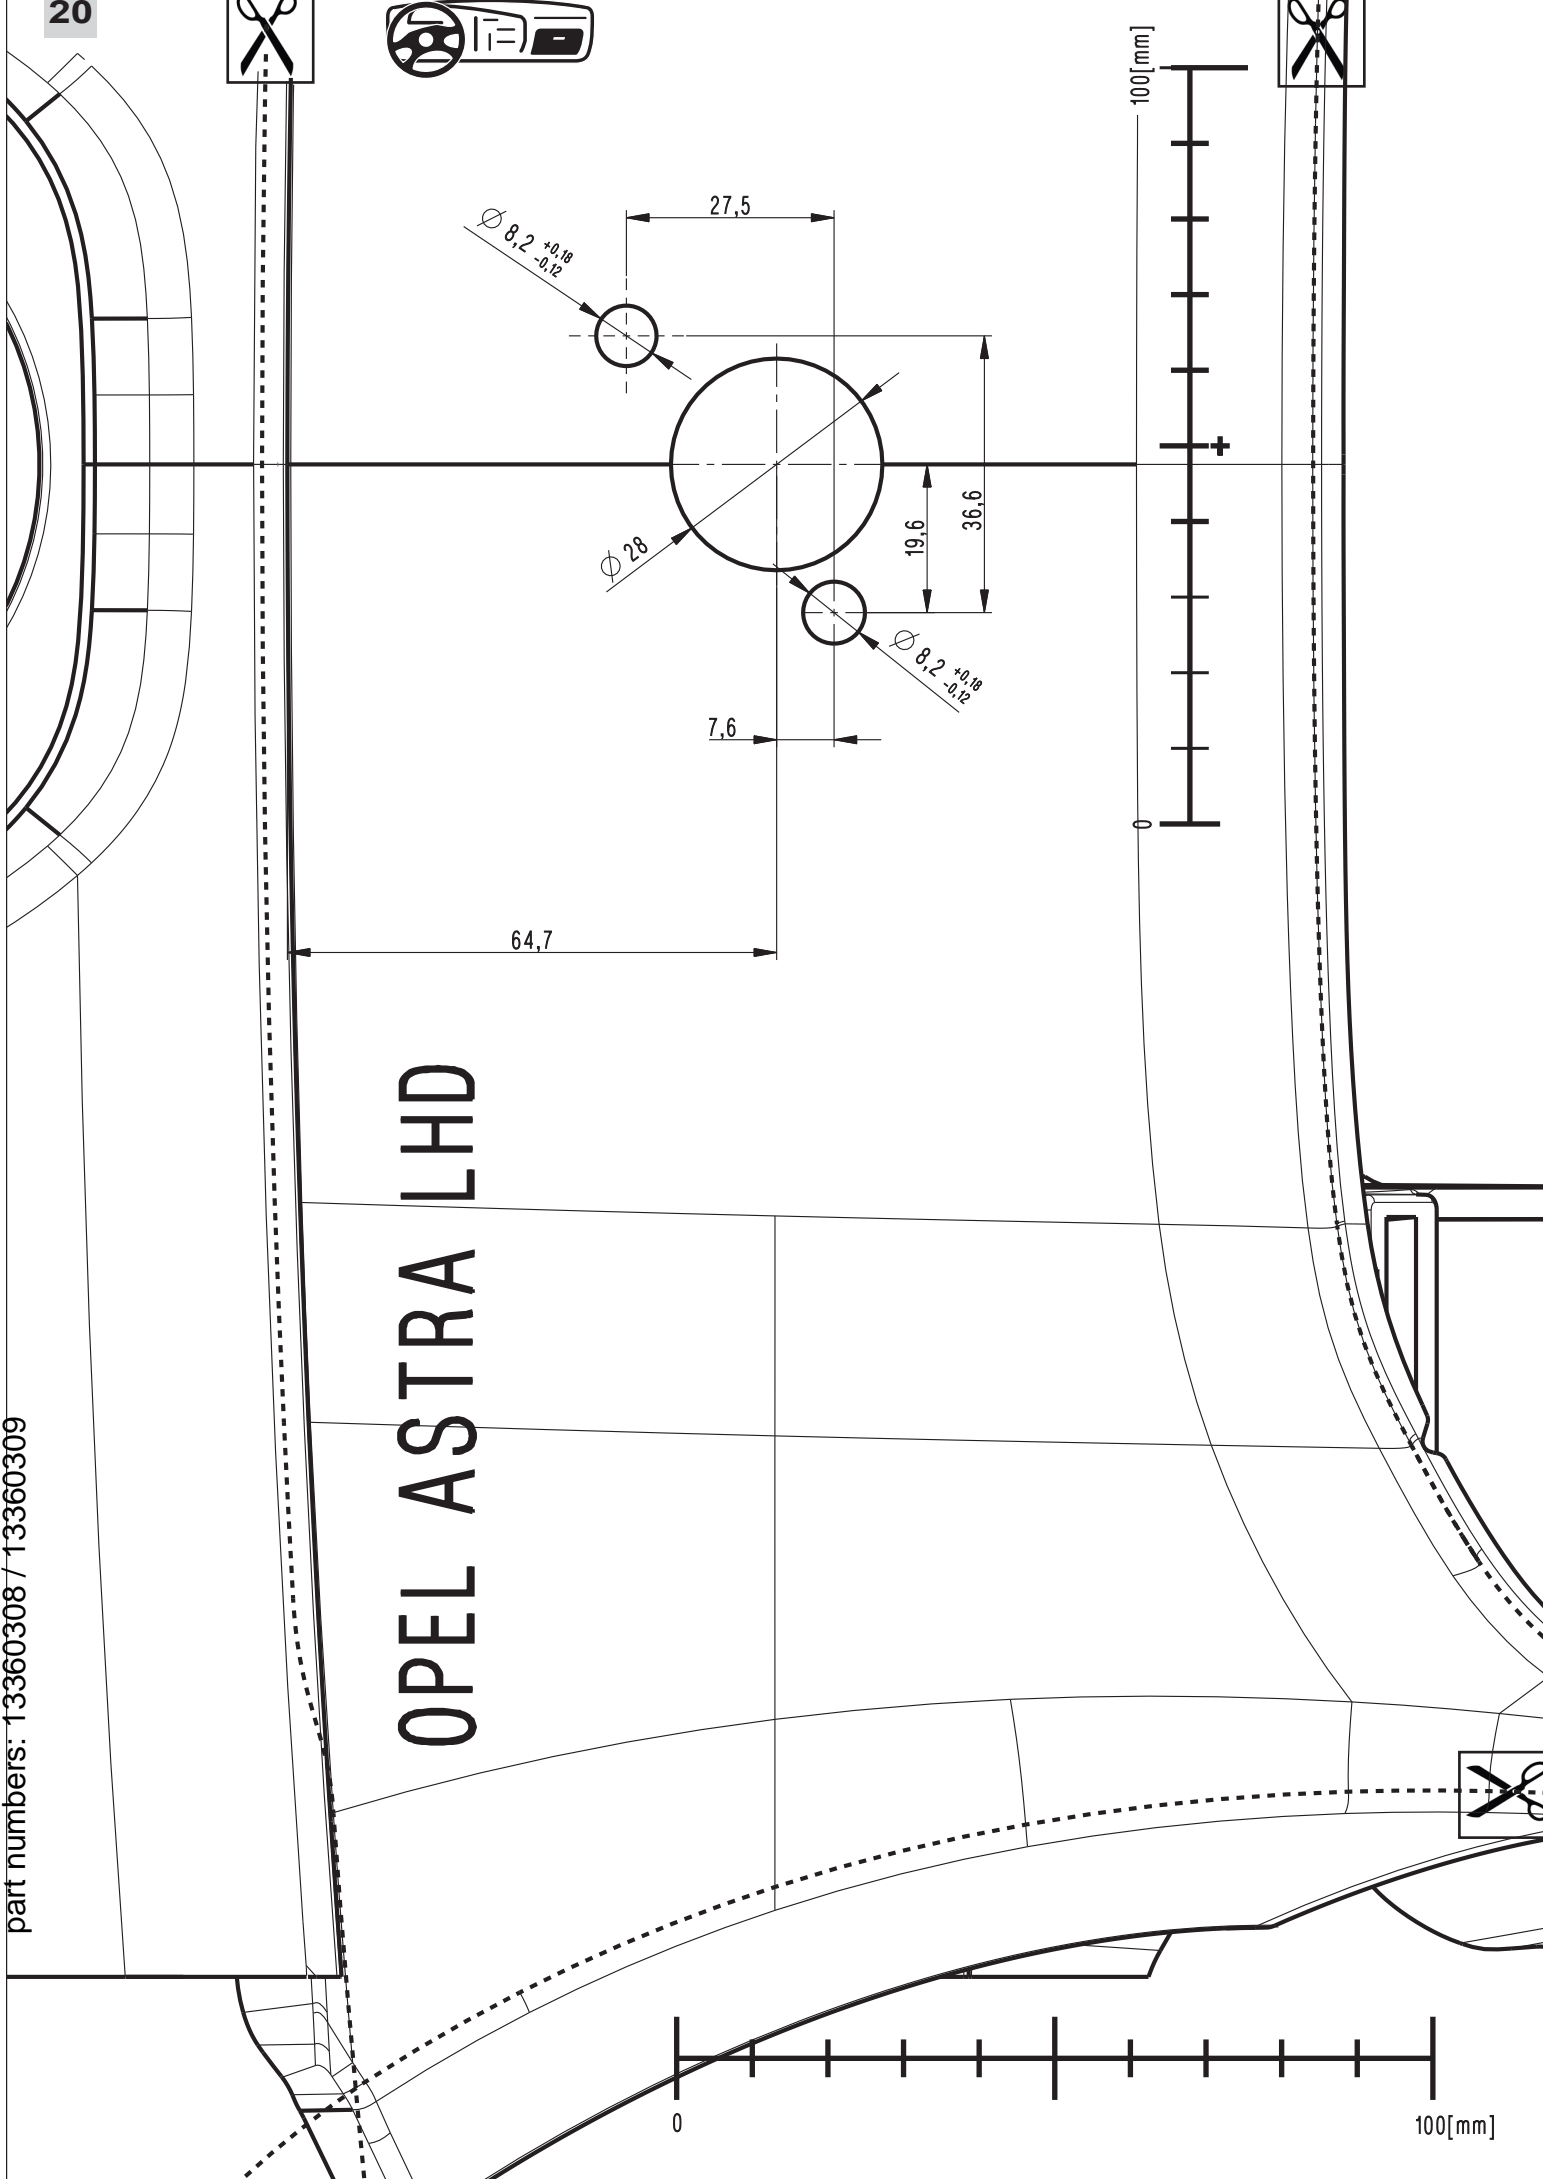 20
100[mm]
27,5
Ø 8,2 +0,18
-0,12
Ø 28
19,6
36,6
Ø 8,2 +0,18
-0,12
7,6
0
64,7
OPEL ASTRA LHD
part numbers: 13360308 / 13360309
0
100[mm]